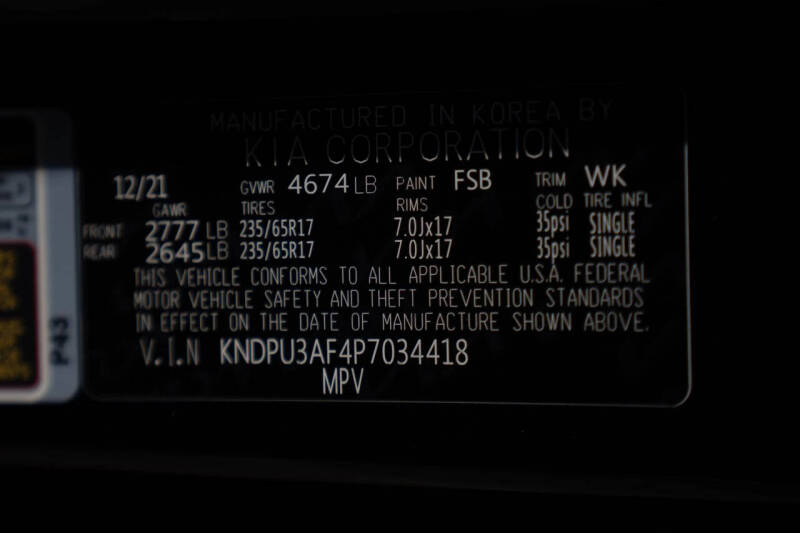 MANUFACTURED IN KOREA BY
KIA CORPORATION
12/21 GVWR 4674 LB PAINT FSB TRIM WK
GAWR TIRES RIMS COLD TIRE INFL
FRONT 2777 LB 235/65R17 7.0Jx17 35psi SINGLE
REAR 2645 LB 235/65R17 7.0Jx17 35psi SINGLE
THIS VEHICLE CONFORMS TO ALL APPLICABLE U.S.A. FEDERAL
MOTOR VEHICLE SAFETY AND THEFT PREVENTION STANDARDS
IN EFFECT ON THE DATE OF MANUFACTURE SHOWN ABOVE.
V.I.N KNDPU3AF4P7034418
MPV
P43